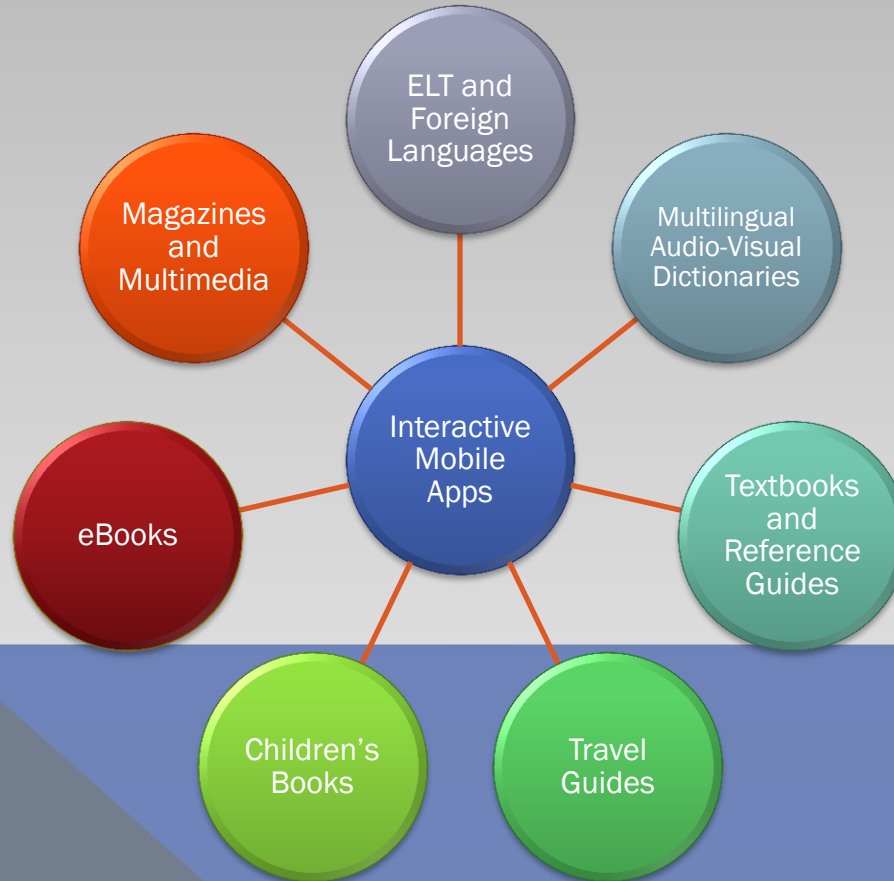 ELT and
Foreign
Languages
Magazines
and
Multimedia
Multilingual
Audio-Visual
Dictionaries
Interactive
Mobile
Apps
eBooks
Textbooks
and
Reference
Guides
Children’s
Books
Travel
Guides